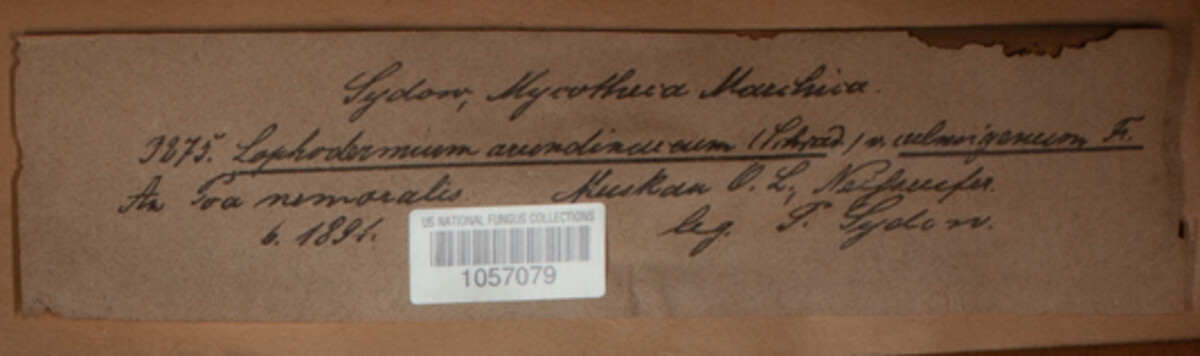 Sydow, Mycotheca Marchica.
3275. Lophodermium arundinaceum (Schrad.) v. culmigenum Fr.
An Poa nemoralis. Muskau O. L., Neißeufer.
6. 1891. leg. P. Sydow.
US NATIONAL FUNGUS COLLECTIONS
1057079